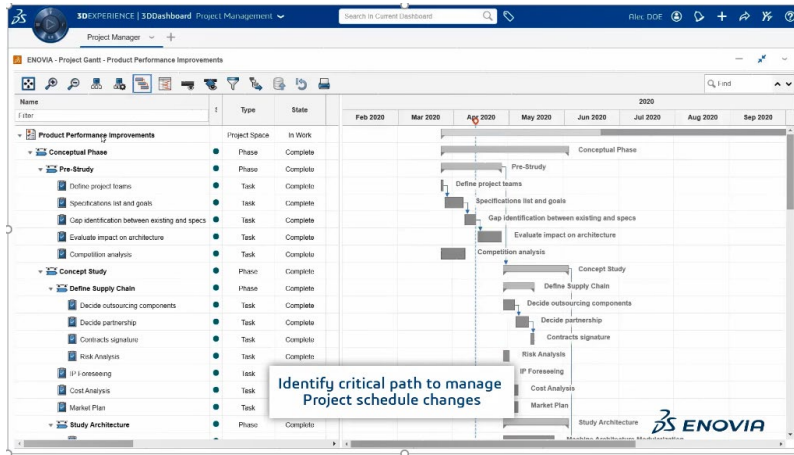 3DEXPERIENCE | 3DDashboard Project Management
Search in Current Dashboard
Alec DOE
Project Manager
ENOVIA - Project Gantt - Product Performance Improvements
Find
Name
Type
State
2020
Filter
Feb 2020 Mar 2020 Apr 2020 May 2020 Jun 2020 Jul 2020 Aug 2020 Sep 2020
Product Performance Improvements Project Space In Work
Conceptual Phase Phase Complete Conceptual Phase
Pre-Strudy Phase Complete Pre-Strudy
Define project teams Task Complete Define project teams
Specifications list and goals Task Complete Specifications list and goals
Gap identification between existing and specs Task Complete Gap identification between existing and specs
Evaluate impact on architecture Task Complete Evaluate impact on architecture
Competition analysis Task Complete Competition analysis
Concept Study Phase Complete Concept Study
Define Supply Chain Phase Complete Define Supply Chain
Decide outsourcing components Task Complete Decide outsourcing components
Decide partnership Task Complete Decide partnership
Contracts signature Task Complete Contracts signature
Risk Analysis Task Complete Risk Analysis
IP Foreseeing Task IP Foreseeing
Cost Analysis Task Cost Analysis
Market Plan Task Market Plan
Study Architecture Phase Complete Study Architecture
Identify critical path to manage
Project schedule changes
ENOVIA